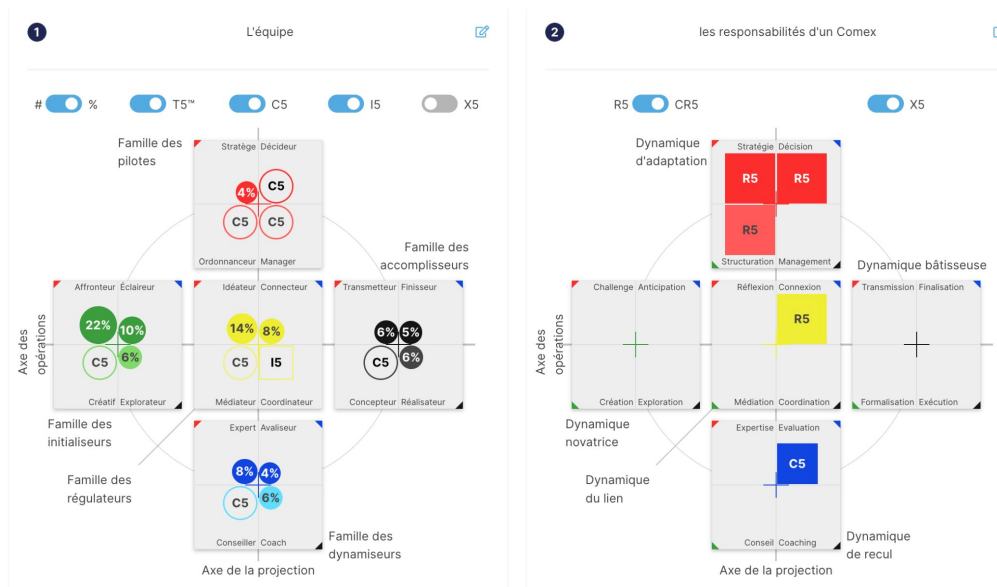 1
L'équipe
# % T5™ C5 I5 X5
Famille des
pilotes
Stratège Décideur
4% C5
C5 C5
Ordonnanceur Manager
Famille des
accomplisseurs
Axe des
opérations
Affronteur Éclaireur
22% 10%
C5 6%
Créatif Explorateur
Idéateur Connecteur
14% 8%
C5 I5
Médiateur Coordinateur
Transmetteur Finisseur
6% 5%
C5 6%
Concepteur Réalisateur
Famille des
initialiseurs
Famille des
régulateurs
Expert Avaliseur
8% 4%
C5 6%
Conseiller Coach
Famille des
dynamiseurs
Axe de la projection
2
les responsabilités d'un Comex
R5 CR5 X5
Dynamique
d'adaptation
Stratégie Décision
R5 R5
R5
Structuration Management
Dynamique bâtisseuse
Axe des
opérations
Challenge Anticipation
Création Exploration
Réflexion Connexion
R5
Médiation Coordination
Transmission Finalisation
Formalisation Exécution
Dynamique
novatrice
Dynamique
du lien
Expertise Evaluation
C5
Conseil Coaching
Dynamique
de recul
Axe de la projection